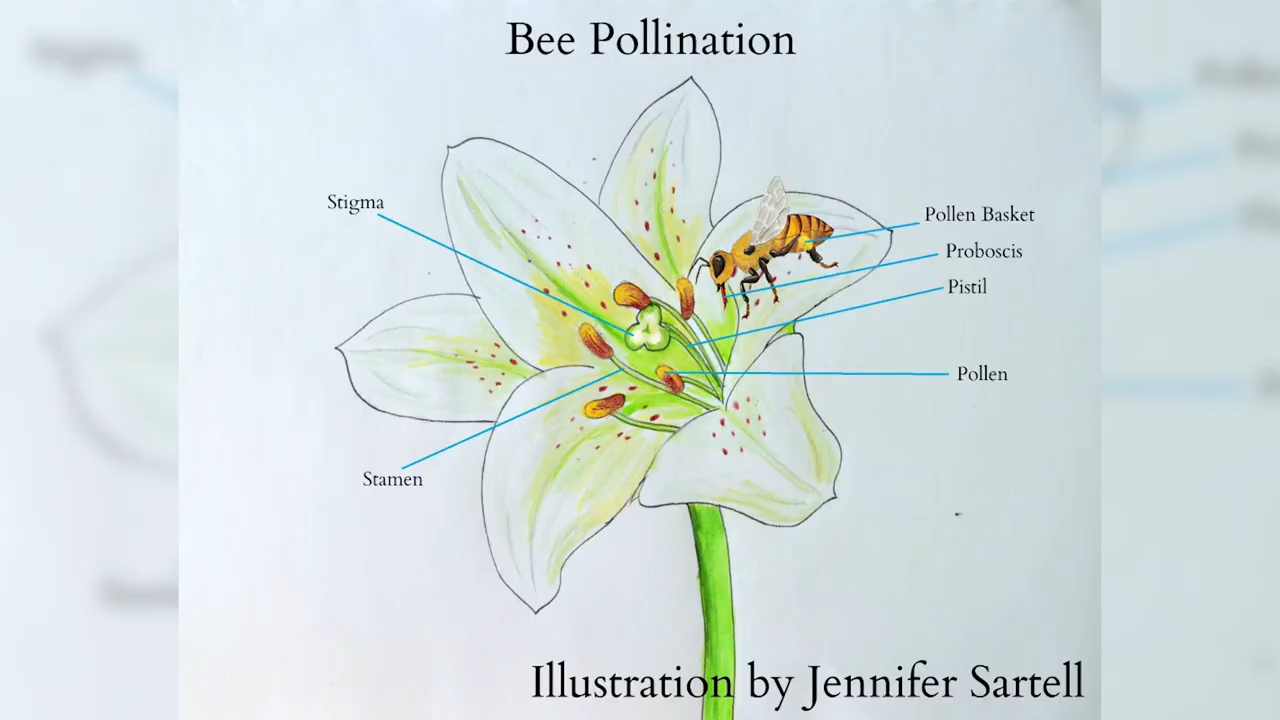 Bee Pollination
Stigma
Pollen Basket
Proboscis
Pistil
Pollen
Stamen
Illustration by Jennifer Sartell